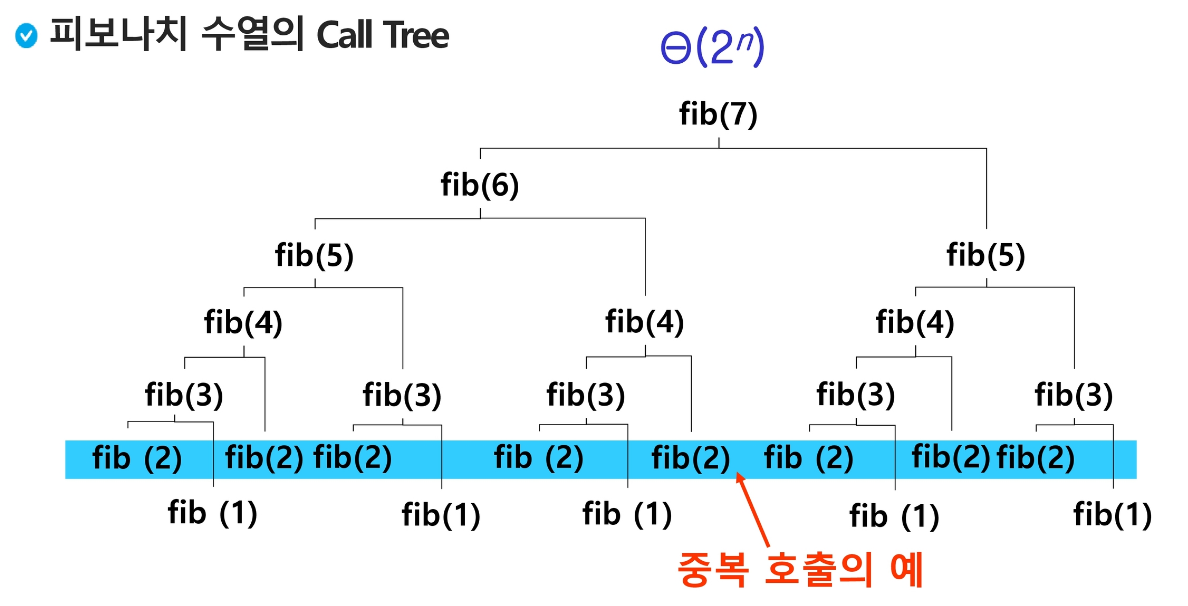 피보나치 수열의 Call Tree
Θ(2ⁿ)
fib(7)
fib(6)
fib(5) fib(5)
fib(4) fib(4) fib(4)
fib(3) fib(3) fib(3) fib(3) fib(3)
fib (2) fib(2) fib(2) fib (2) fib(2) fib (2) fib(2) fib(2)
fib (1) fib(1) fib (1) fib (1) fib(1)
중복 호출의 예